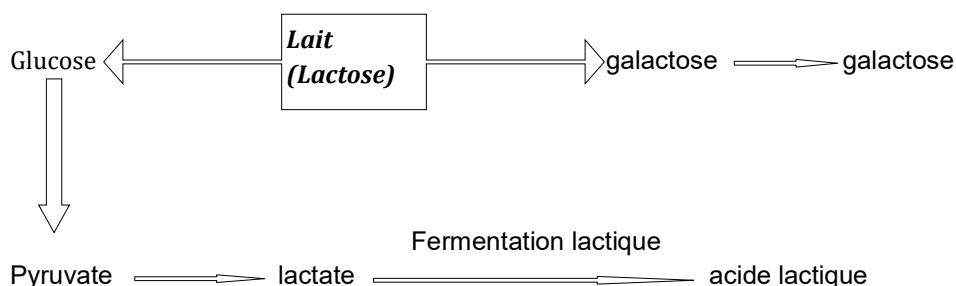 Lait
(Lactose)
Glucose
galactose
galactose
Fermentation lactique
Pyruvate
lactate
acide lactique